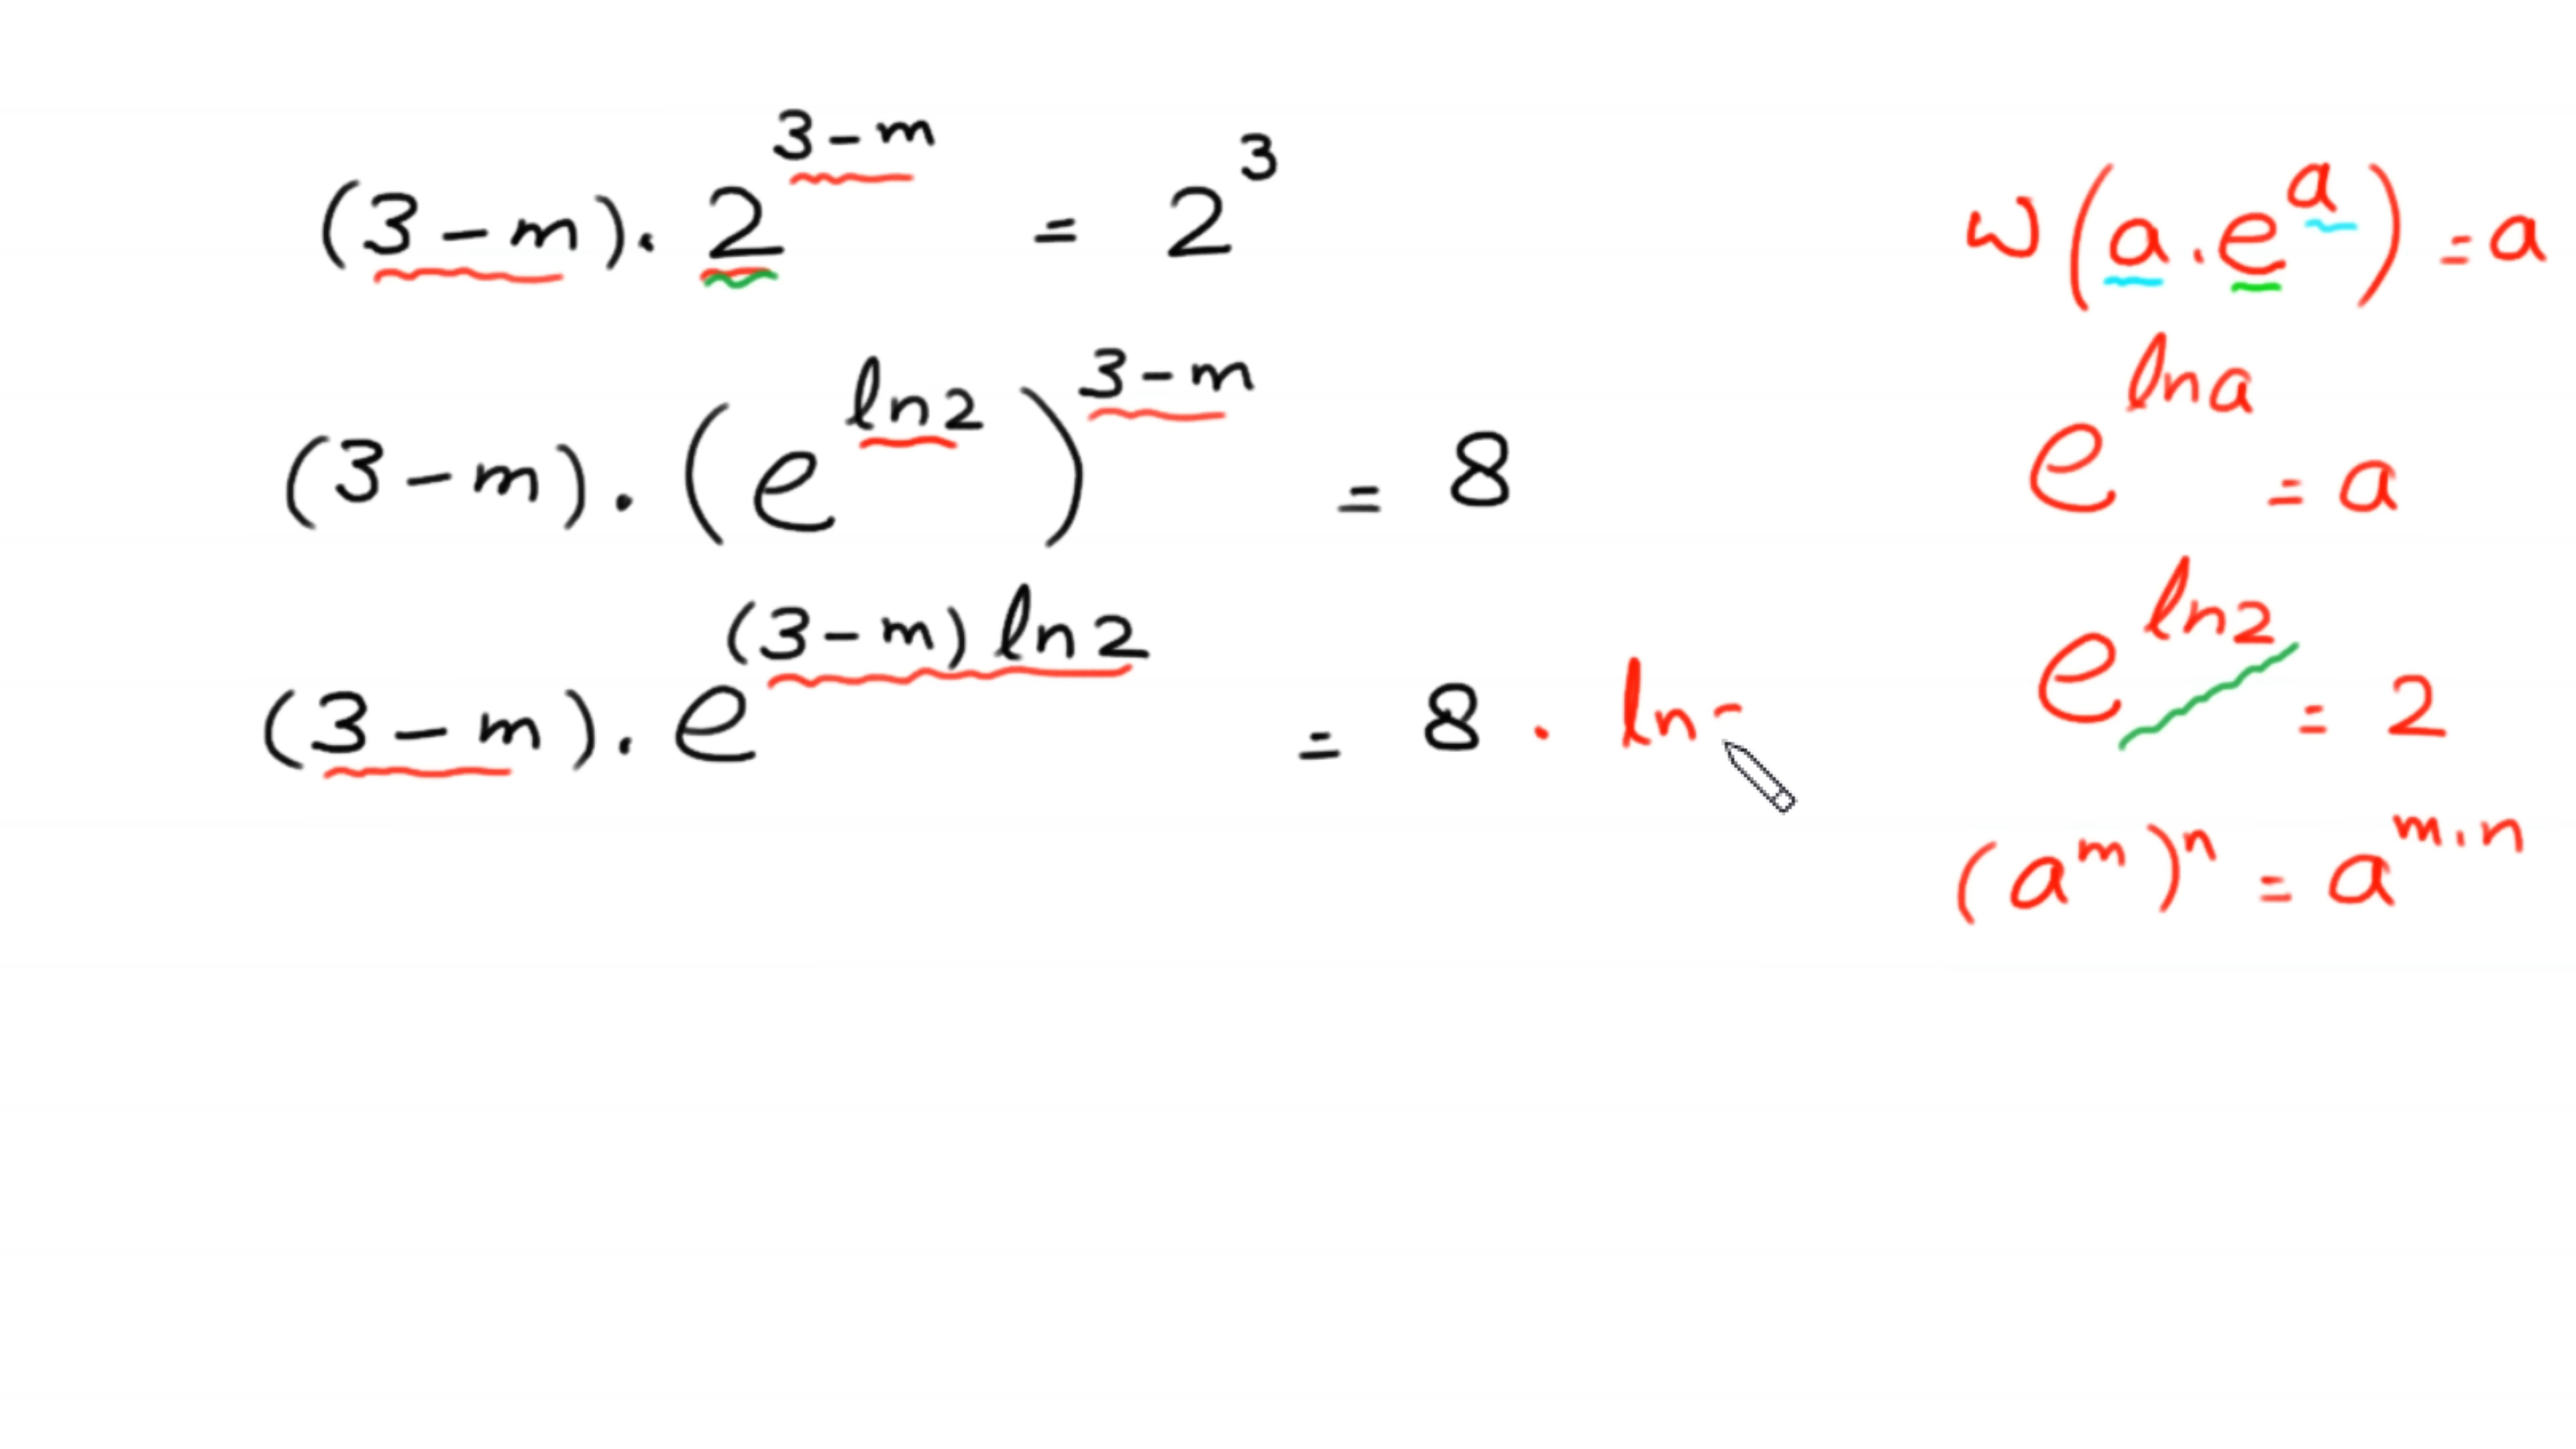 (3-m).2^{3-m} = 2^3
(3-m).(e^{ln2})^{3-m} = 8
(3-m).e^{(3-m)ln2} = 8 . ln
W(a.e^a) = a
e^{lna} = a
e^{ln2} = 2
(a^m)^n = a^{m.n}